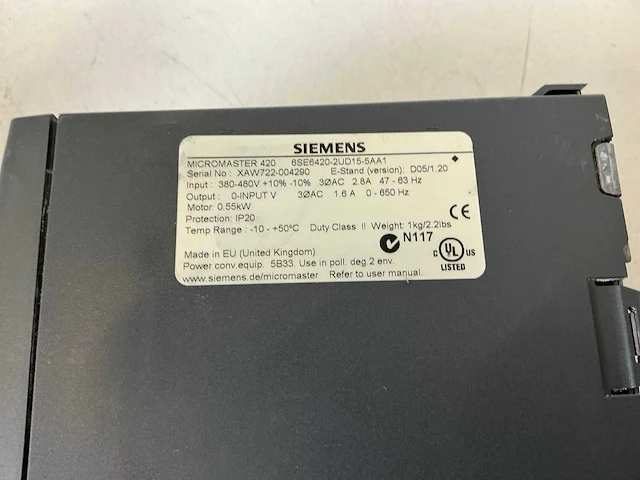 SIEMENS
MICROMASTER 420 6SE6420-2UD15-5AA1
Serial No : XAW722-004290 E-Stand (version): D05/1.20
Input : 380-480V +10% -10% 3ØAC 2.8A 47 - 63 Hz
Output : 0-INPUT V 3ØAC 1.6 A 0 - 650 Hz
Motor: 0.55kW
Protection: IP20
Temp Range : -10 - +50°C Duty Class II Weight: 1kg/2.2lbs
CE
N117
C UL US
LISTED
Made in EU (United Kingdom)
Power conv.equip. 5B33. Use in poll. deg.2 env.
www.siemens.de/micromaster Refer to user manual.